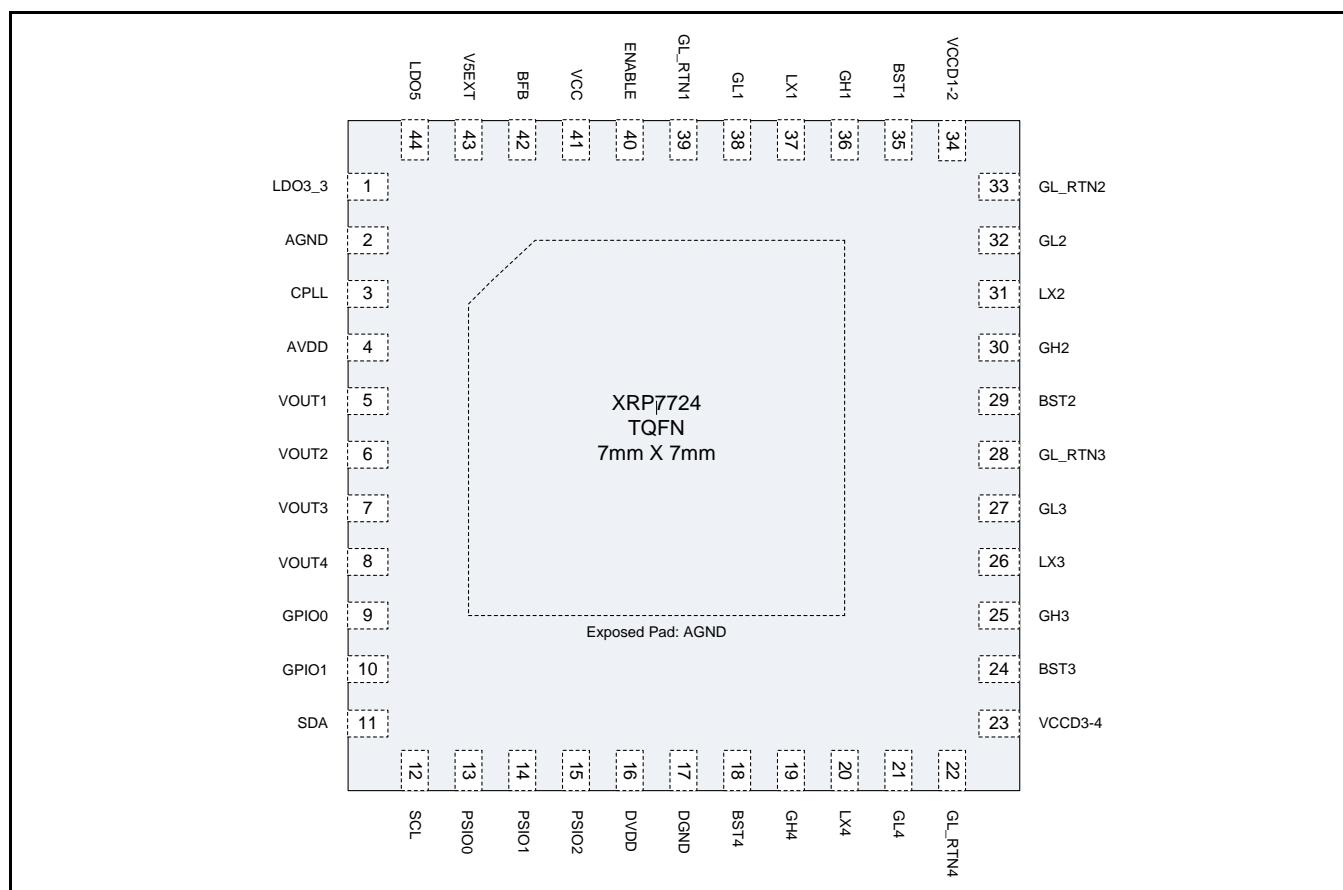 LDO5
V5EXT
BFB
VCC
ENABLE
GL_RTN1
GL1
LX1
GH1
BST1
VCCD1-2
44
43
42
41
40
39
38
37
36
35
34
LDO3_3 1
AGND 2
CPLL 3
AVDD 4
VOUT1 5
VOUT2 6
VOUT3 7
VOUT4 8
GPIO0 9
GPIO1 10
SDA 11
33 GL_RTN2
32 GL2
31 LX2
30 GH2
29 BST2
28 GL_RTN3
27 GL3
26 LX3
25 GH3
24 BST3
23 VCCD3-4
XRP7724
TQFN
7mm X 7mm
Exposed Pad: AGND
12
13
14
15
16
17
18
19
20
21
22
SCL
PSIO0
PSIO1
PSIO2
DVDD
DGND
BST4
GH4
LX4
GL4
GL_RTN4